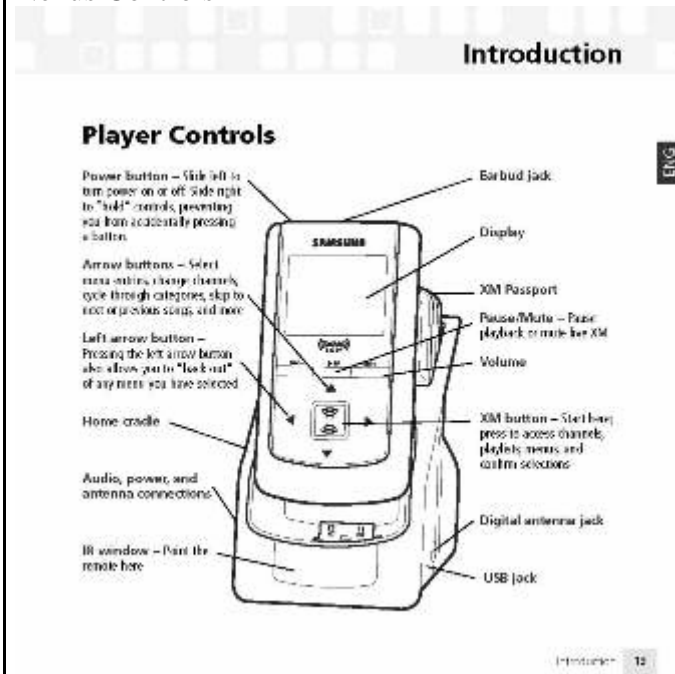 Introduction
Player Controls
ENG
Power button – Slide left to
turn power on or off. Slide right
to "hold" controls, preventing
you from accidentally pressing
a button.
Arrow buttons – Select
menu entries, change channels,
cycle through categories, skip to
next or previous songs, and more
Left arrow button –
Pressing the left arrow button
also allows you to "back out"
of any menu you have selected
Home cradle
Audio, power, and
antenna connections
IR window – Point the
remote here
SAMSUNG
Earbud jack
Display
XM Passport
Pause/Mute – Pause
playback or mute live XM
Volume
XM button – Start here;
press to access channels,
playlists, menus, and
confirm selections
Digital antenna jack
USB jack
Introduction 13